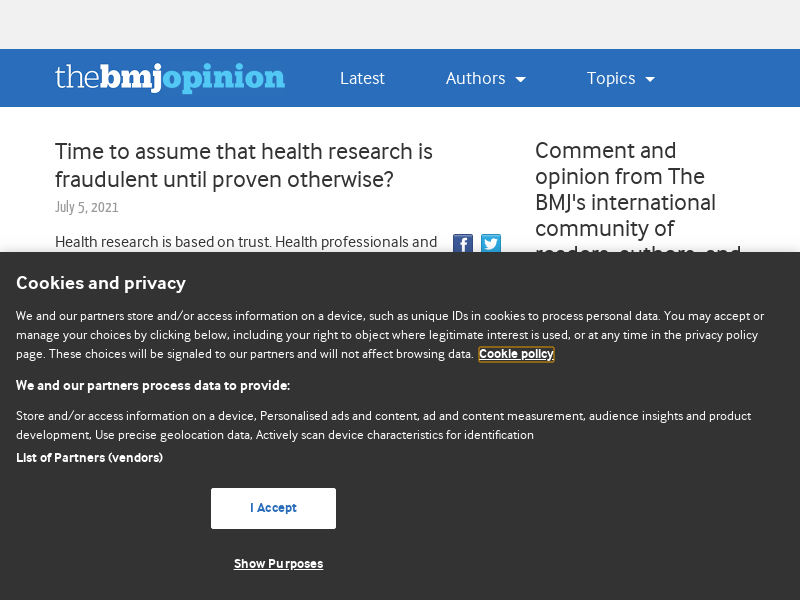 thebmjopinion
Latest
Authors
Topics
Time to assume that health research is
fraudulent until proven otherwise?
July 5, 2021
Health research is based on trust. Health professionals and
Comment and
opinion from The
BMJ's international
community of
readers, authors, and
Cookies and privacy
We and our partners store and/or access information on a device, such as unique IDs in cookies to process personal data. You may accept or
manage your choices by clicking below, including your right to object where legitimate interest is used, or at any time in the privacy policy
page. These choices will be signaled to our partners and will not affect browsing data. Cookie policy
We and our partners process data to provide:
Store and/or access information on a device, Personalised ads and content, ad and content measurement, audience insights and product
development, Use precise geolocation data, Actively scan device characteristics for identification
List of Partners (vendors)
I Accept
Show Purposes